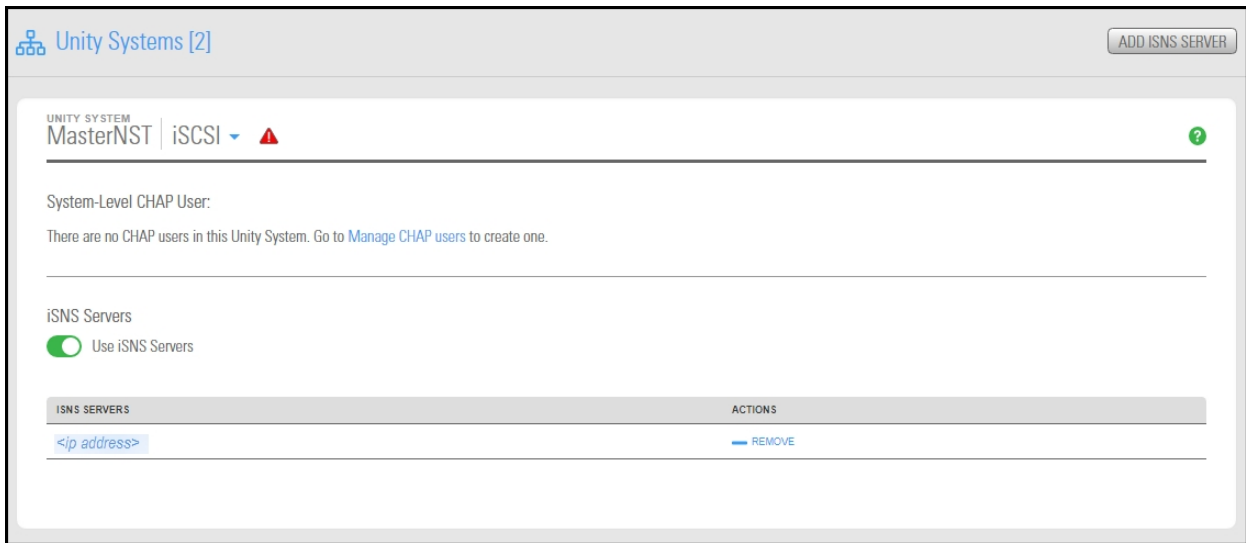 Unity Systems [2]
ADD ISNS SERVER
UNITY SYSTEM
MasterNST iSCSI
System-Level CHAP User:
There are no CHAP users in this Unity System. Go to Manage CHAP users to create one.
iSNS Servers
Use iSNS Servers
ISNS SERVERS ACTIONS
<ip address> REMOVE